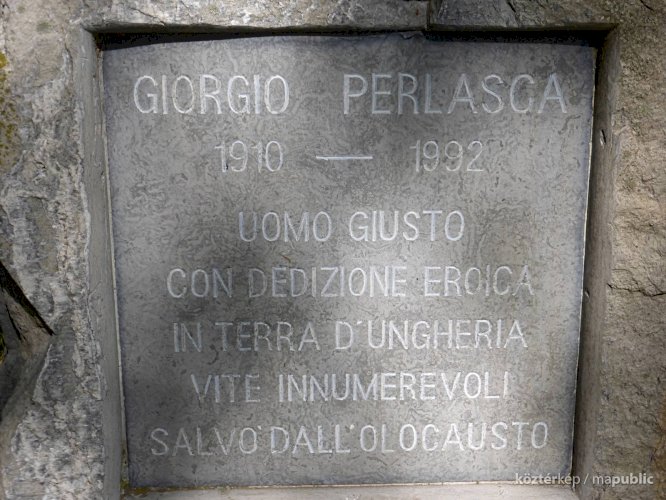 GIORGIO PERLASCA
1910 — 1992
UOMO GIUSTO
CON DEDIZIONE EROICA
IN TERRA D'UNGHERIA
VITE INNUMEREVOLI
SALVO' DALL'OLOCAUSTO
köztérkép / mapublic